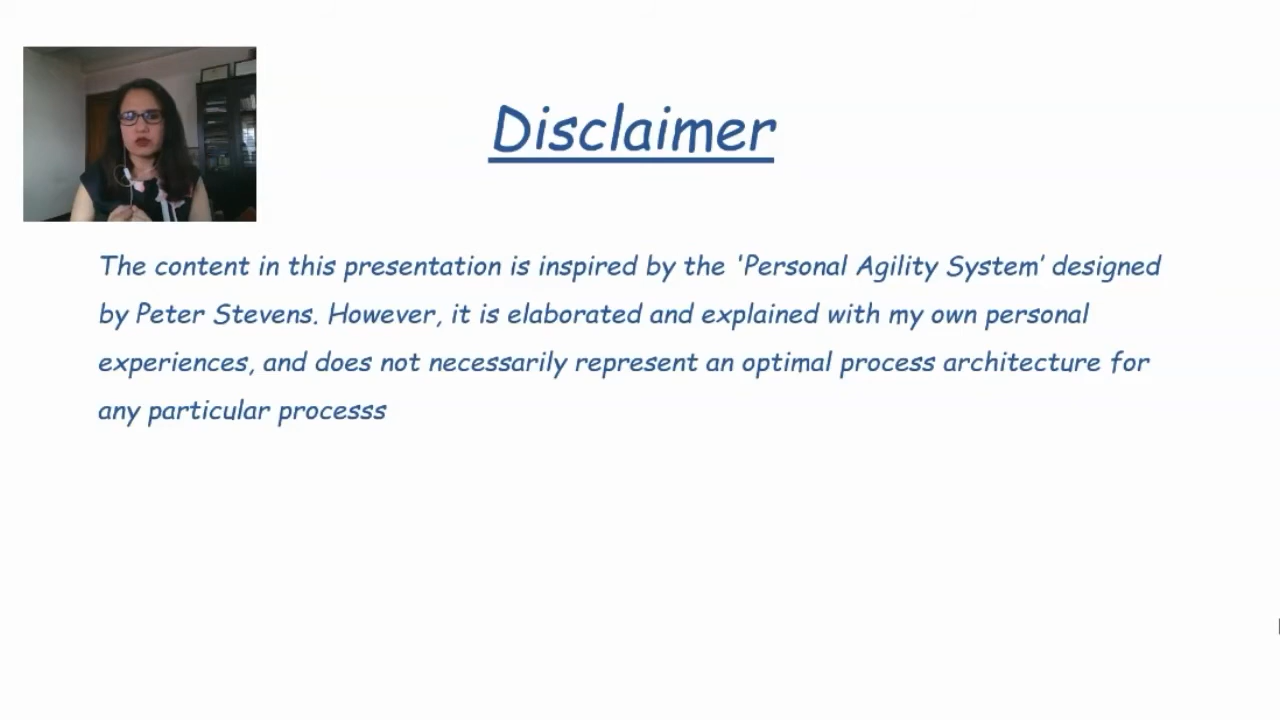 Disclaimer
The content in this presentation is inspired by the 'Personal Agility System' designed
by Peter Stevens. However, it is elaborated and explained with my own personal
experiences, and does not necessarily represent an optimal process architecture for
any particular processs